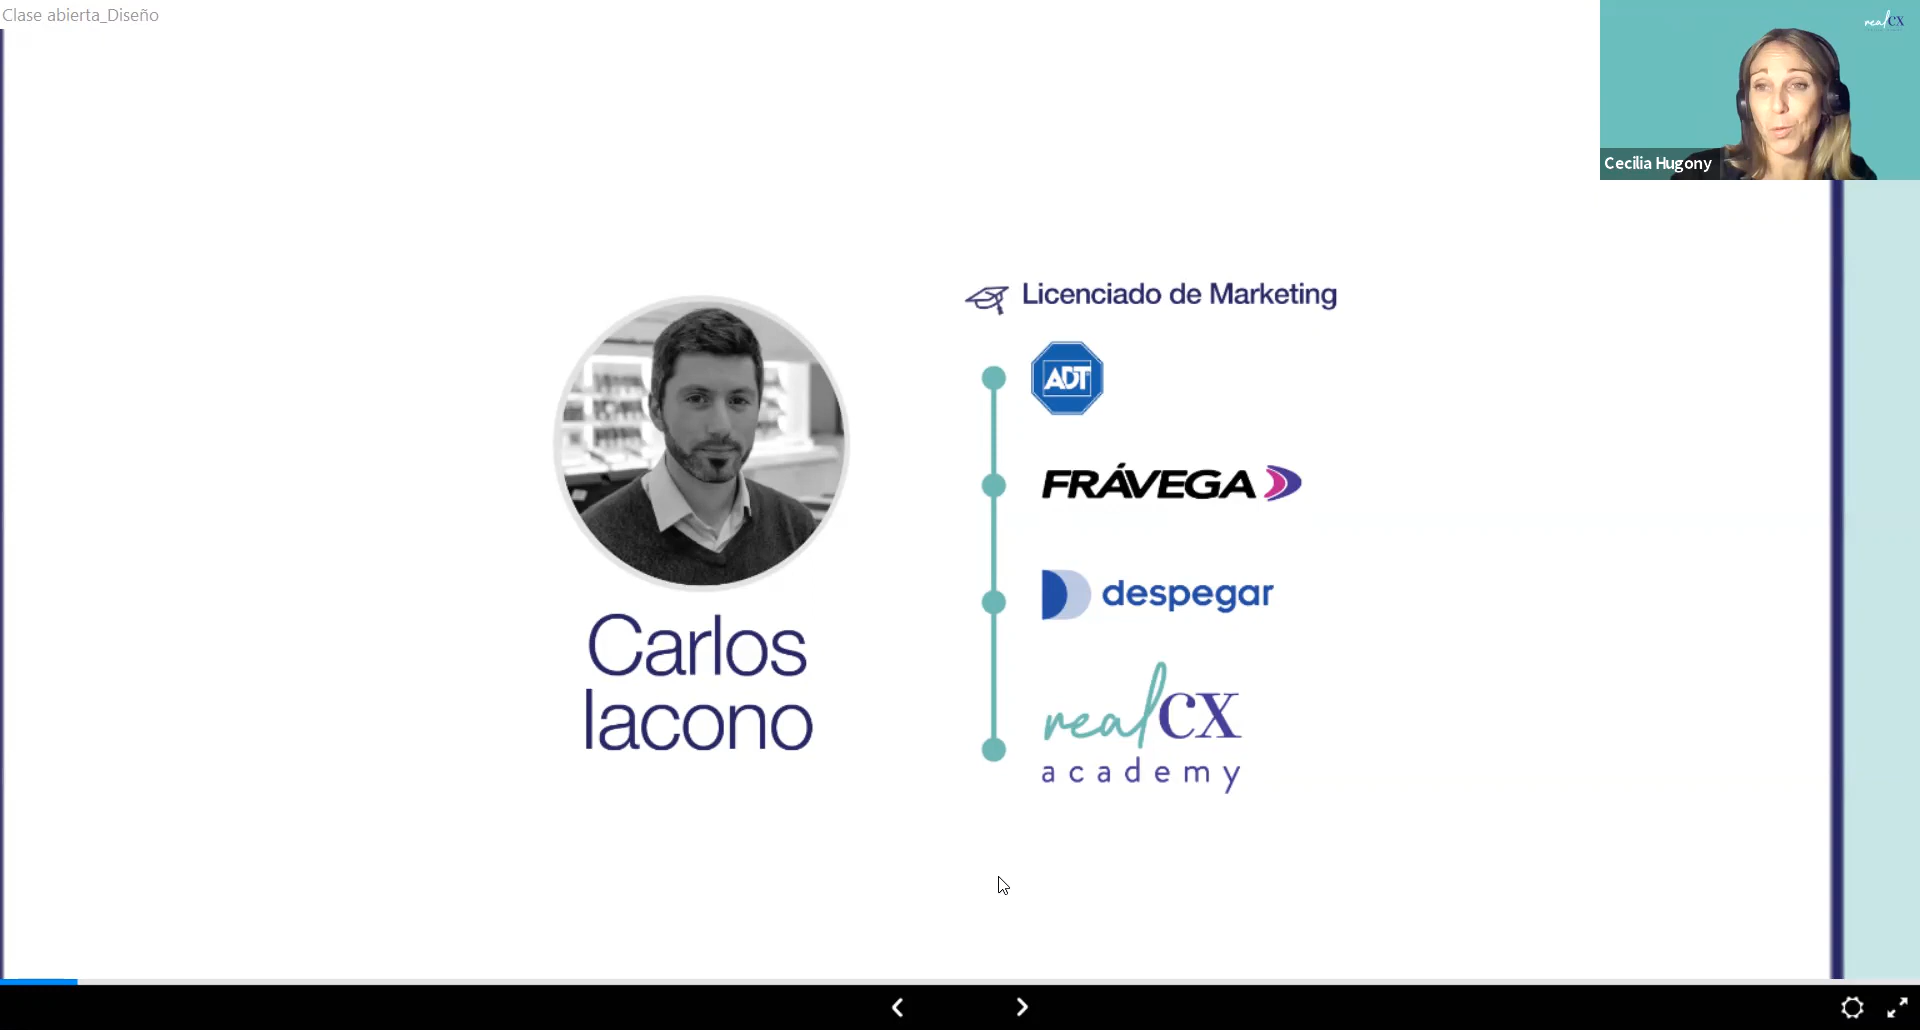 Clase abierta_Diseño
realCX
Cecilia Hugony
Licenciado de Marketing
ADT
FRÁVEGA
despegar
realCX
academy
Carlos
Iacono